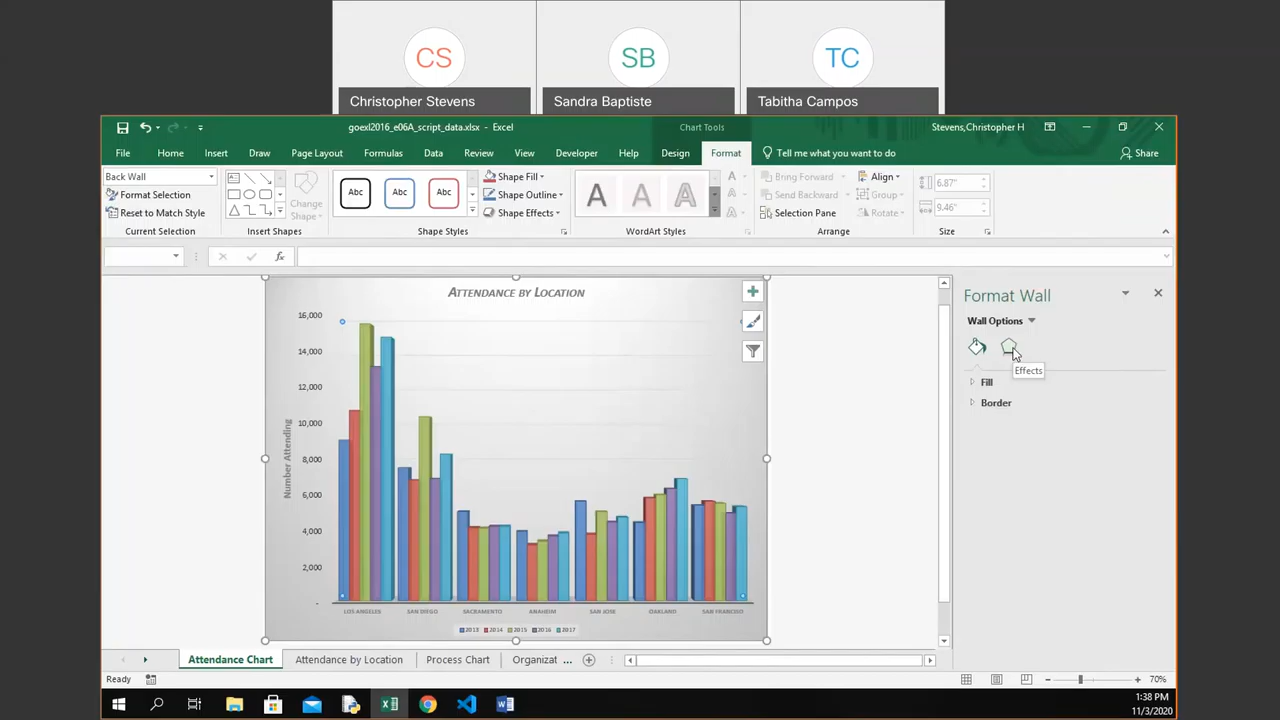 CS
SB
TC
Christopher Stevens
Sandra Baptiste
Tabitha Campos
goexl2016_e06A_script_data.xlsx - Excel
Chart Tools
Stevens,Christopher H
File
Home
Insert
Draw
Page Layout
Formulas
Data
Review
View
Developer
Help
Design
Format
Tell me what you want to do
Share
Back Wall
Format Selection
Reset to Match Style
Current Selection
Change
Shape
Insert Shapes
Abc
Abc
Abc
Shape Fill
Shape Outline
Shape Effects
Shape Styles
A
A
A
WordArt Styles
Bring Forward
Send Backward
Selection Pane
Align
Group
Rotate
Arrange
6.87"
9.46"
Size
fx
Attendance by Location
Number Attending
16,000
14,000
12,000
10,000
8,000
6,000
4,000
2,000
-
LOS ANGELES
SAN DIEGO
SACRAMENTO
ANAHEIM
SAN JOSE
OAKLAND
SAN FRANCISO
2013
2014
2015
2016
2017
Format Wall
Wall Options
Effects
Fill
Border
Attendance Chart
Attendance by Location
Process Chart
Organizat ...
Ready
70%
1:38 PM
11/3/2020